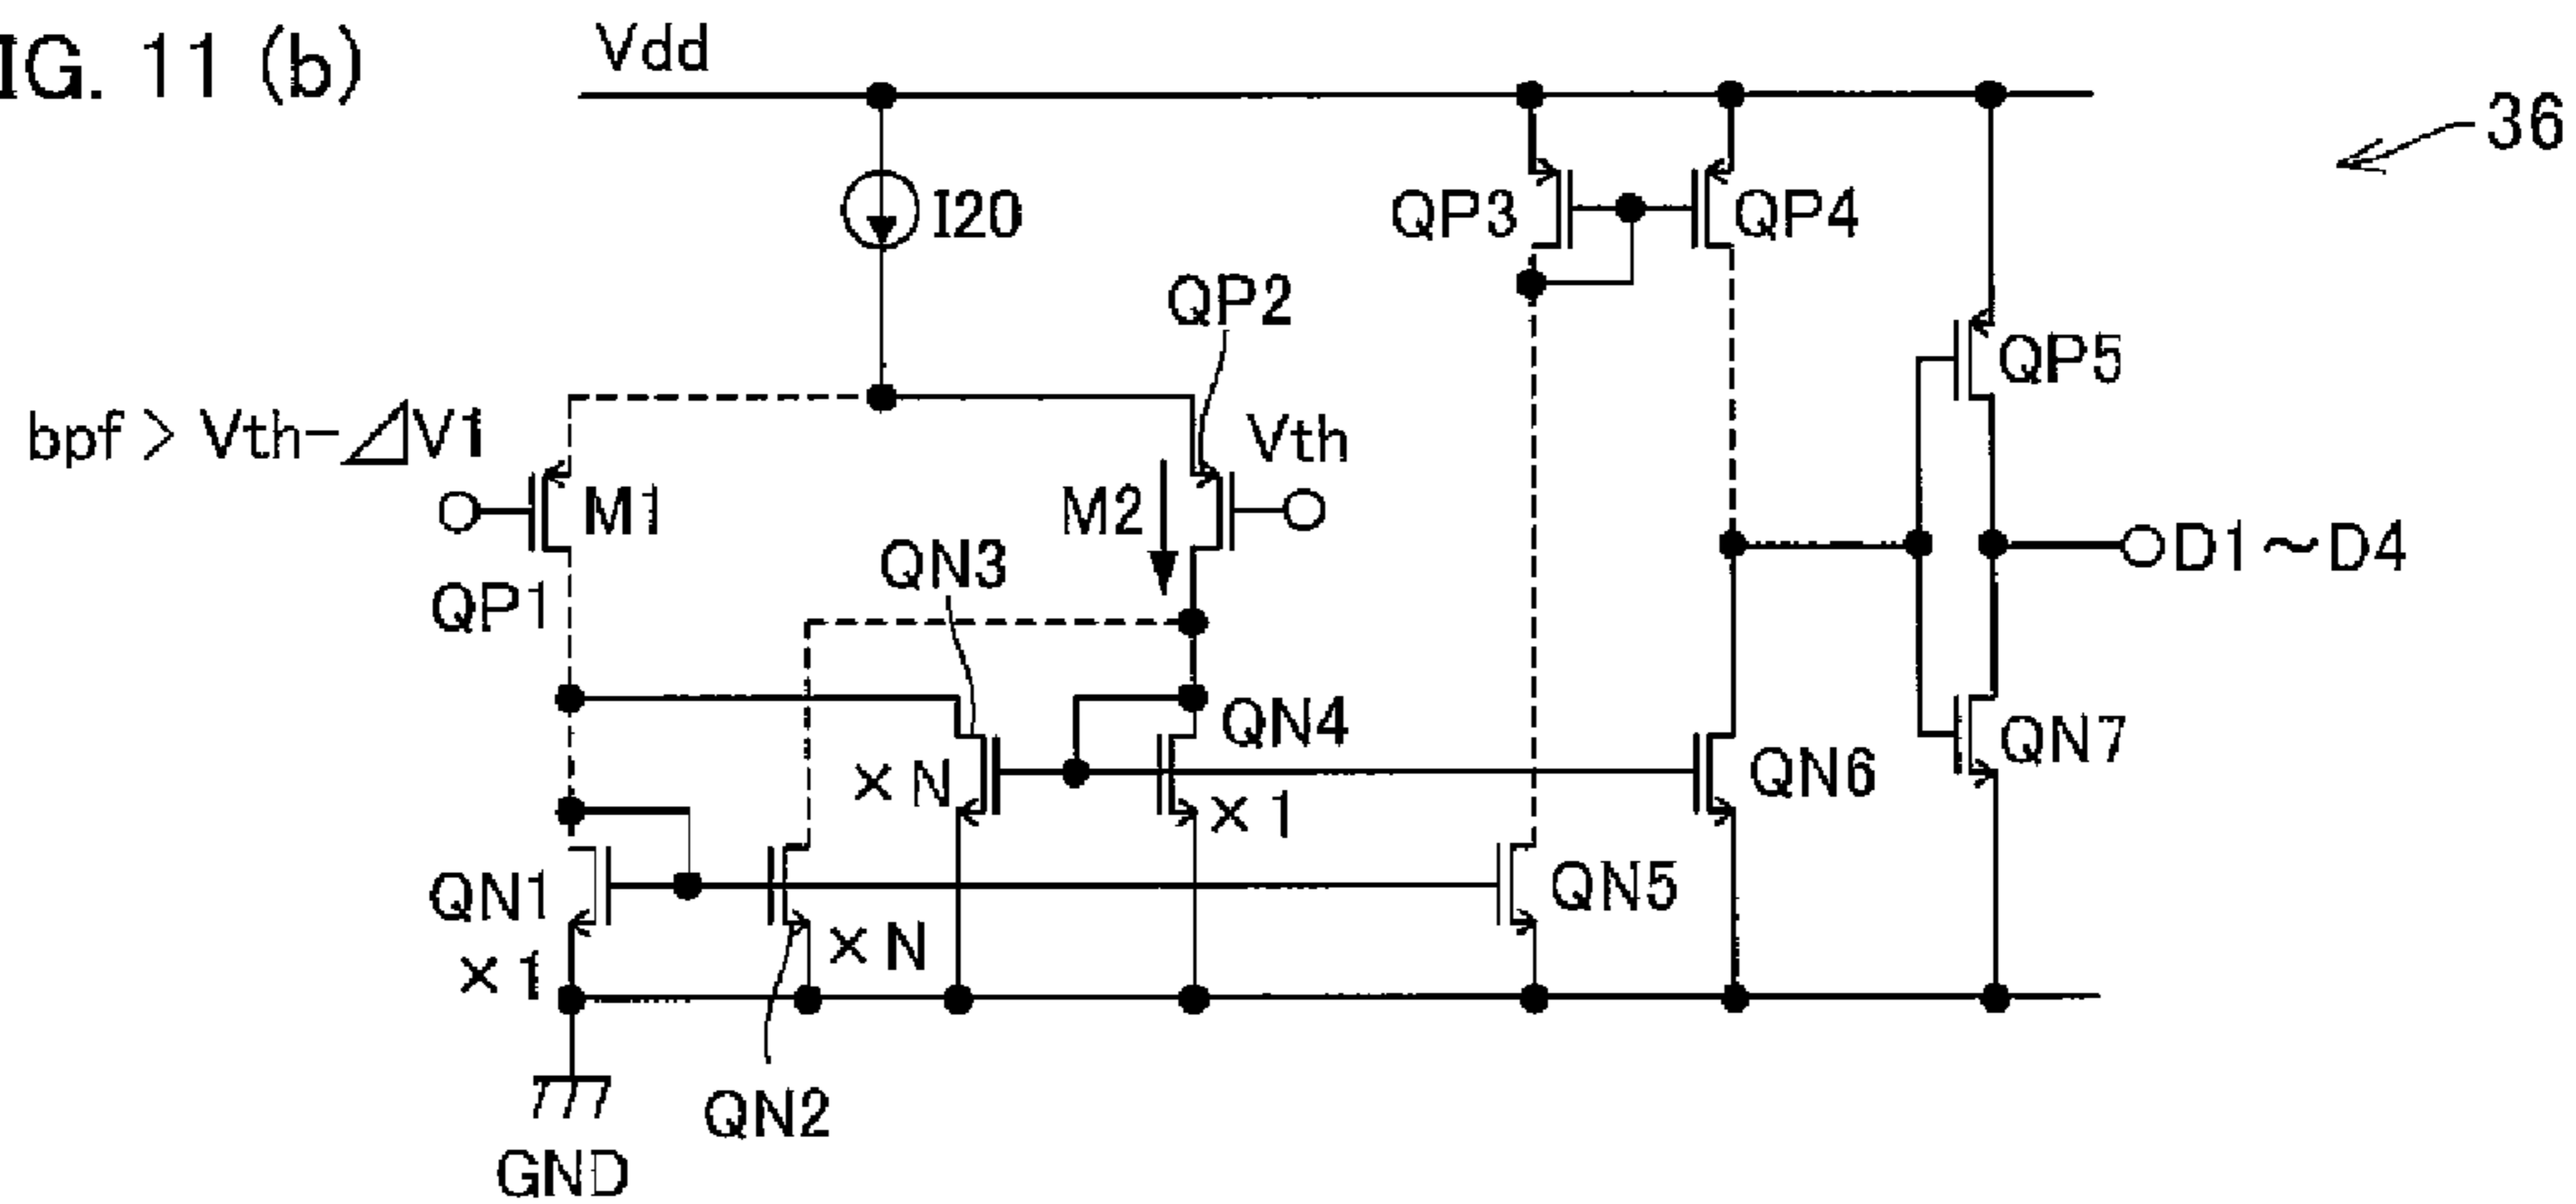 IG. 11 (b)
Vdd
36
I20
QP3
QP4
QP2
QP5
bpf > Vth-⊿V1
Vth
M1
M2
QN3
D1～D4
QP1
QN4
QN7
×N
QN6
×1
QN1
×N
QN5
×1
QN2
GND